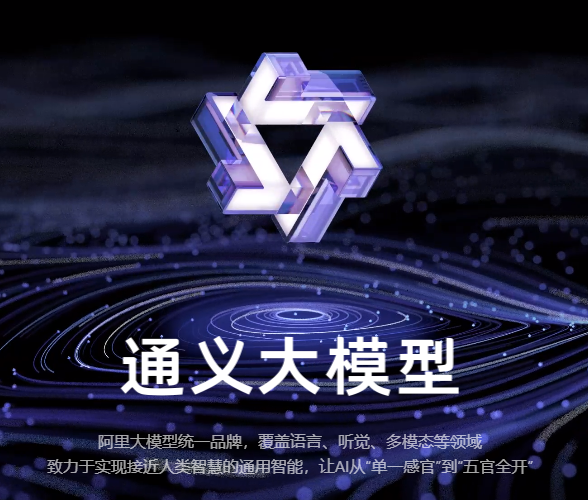 通义大模型
阿里大模型统一品牌，覆盖语言、听觉、多模态等领域
致力于实现接近人类智慧的通用智能，让AI从“单一感官”到“五官全开”